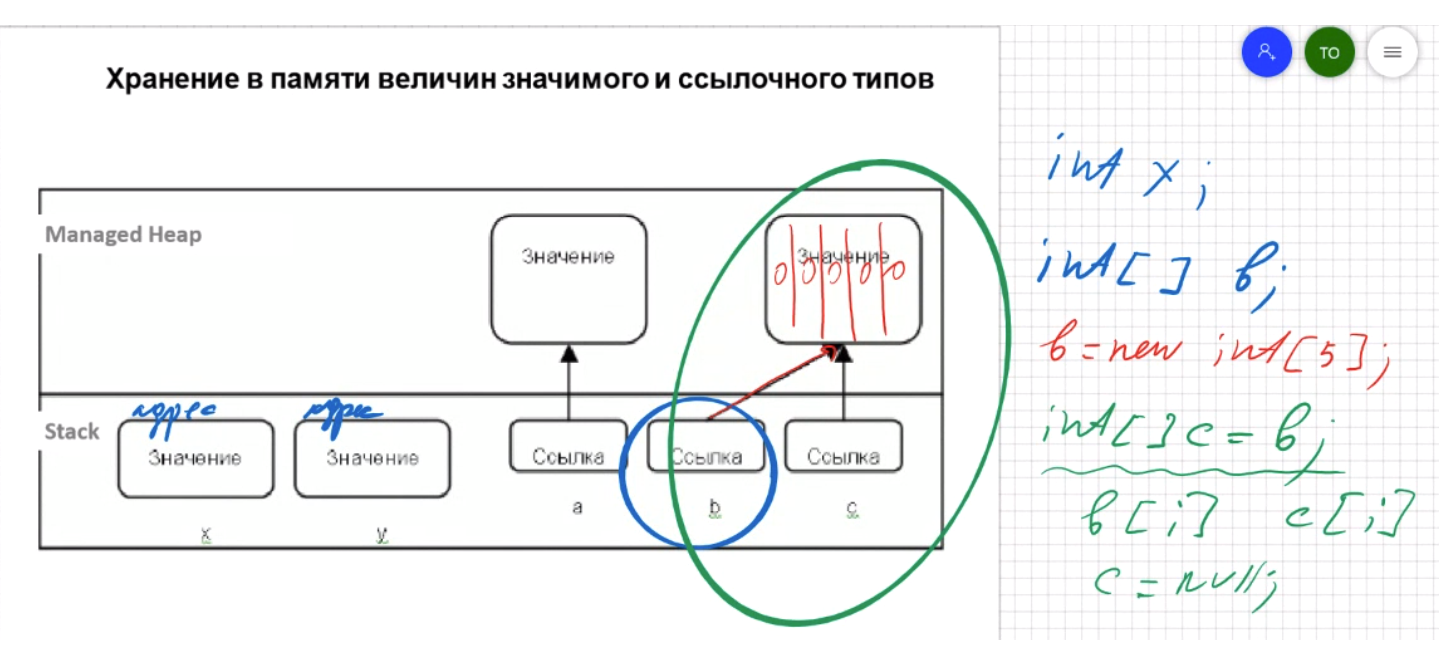 ТО
Хранение в памяти величин значимого и ссылочного типов
Managed Heap
Значение
Значение
0 0 0 0 0
Stack
адрес
адрес
Значение
Значение
Ссылка
Ссылка
Ссылка
x
y
a
b
c
int x;
int[] b;
b = new int[5];
int[] c = b;
b[i] c[i]
c = null;